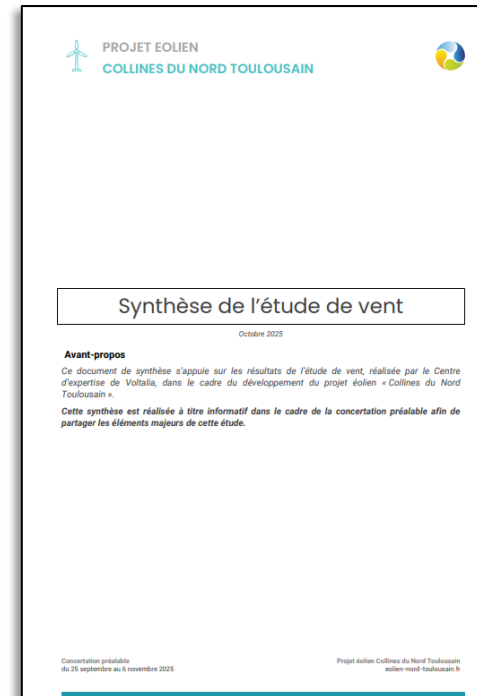 PROJET EOLIEN
COLLINES DU NORD TOULOUSAIN
Synthèse de l'étude de vent
Octobre 2025
Avant-propos
Ce document de synthèse s'appuie sur les résultats de l'étude de vent, réalisée par le Centre
d'expertise de Voltalia, dans le cadre du développement du projet éolien « Collines du Nord
Toulousain ».
Cette synthèse est réalisée à titre informatif dans le cadre de la concertation préalable afin de
partager les éléments majeurs de cette étude.
Concertation préalable
du 25 septembre au 6 novembre 2025
Projet éolien Collines du Nord Toulousain
eolien-nord-toulousain.fr